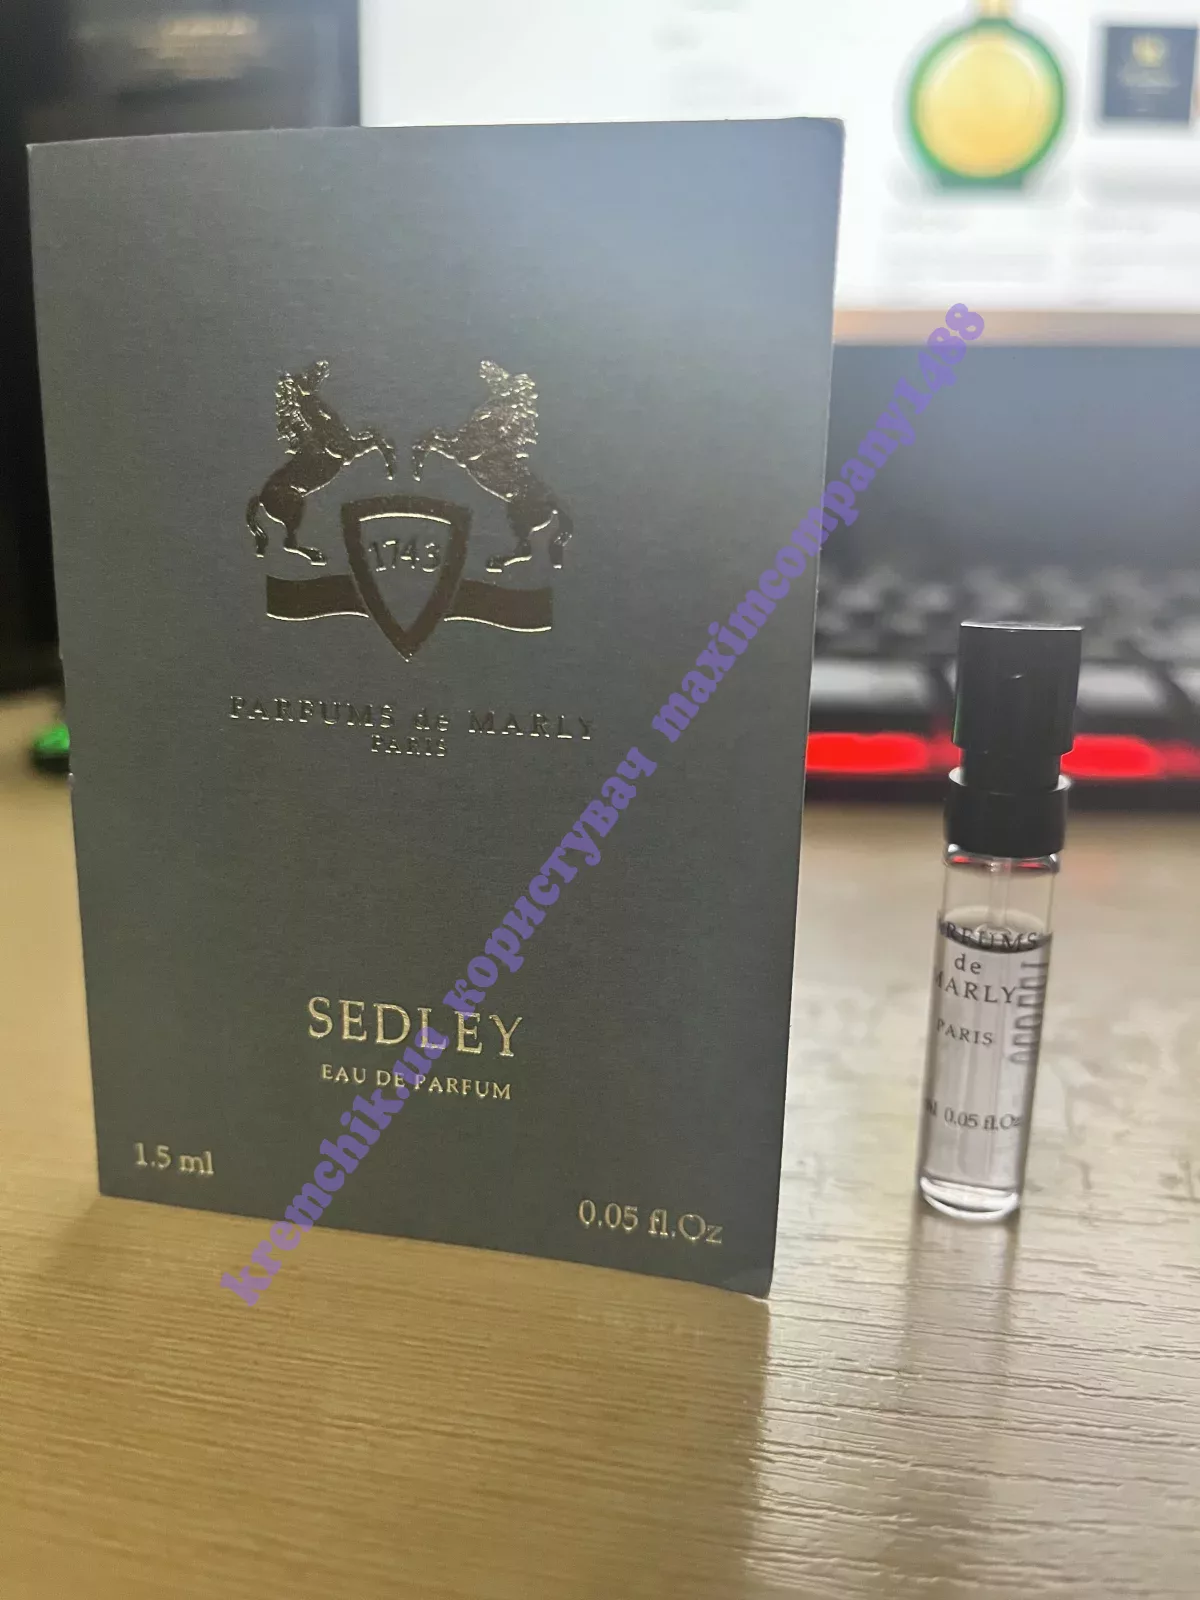 1743
PARFUMS de MARLY
PARIS
SEDLEY
EAU DE PARFUM
1.5 ml
0.05 fl.Oz
kremchik.ua користувач maximcompany1488
de
PARIS
0.05 fl.Oz